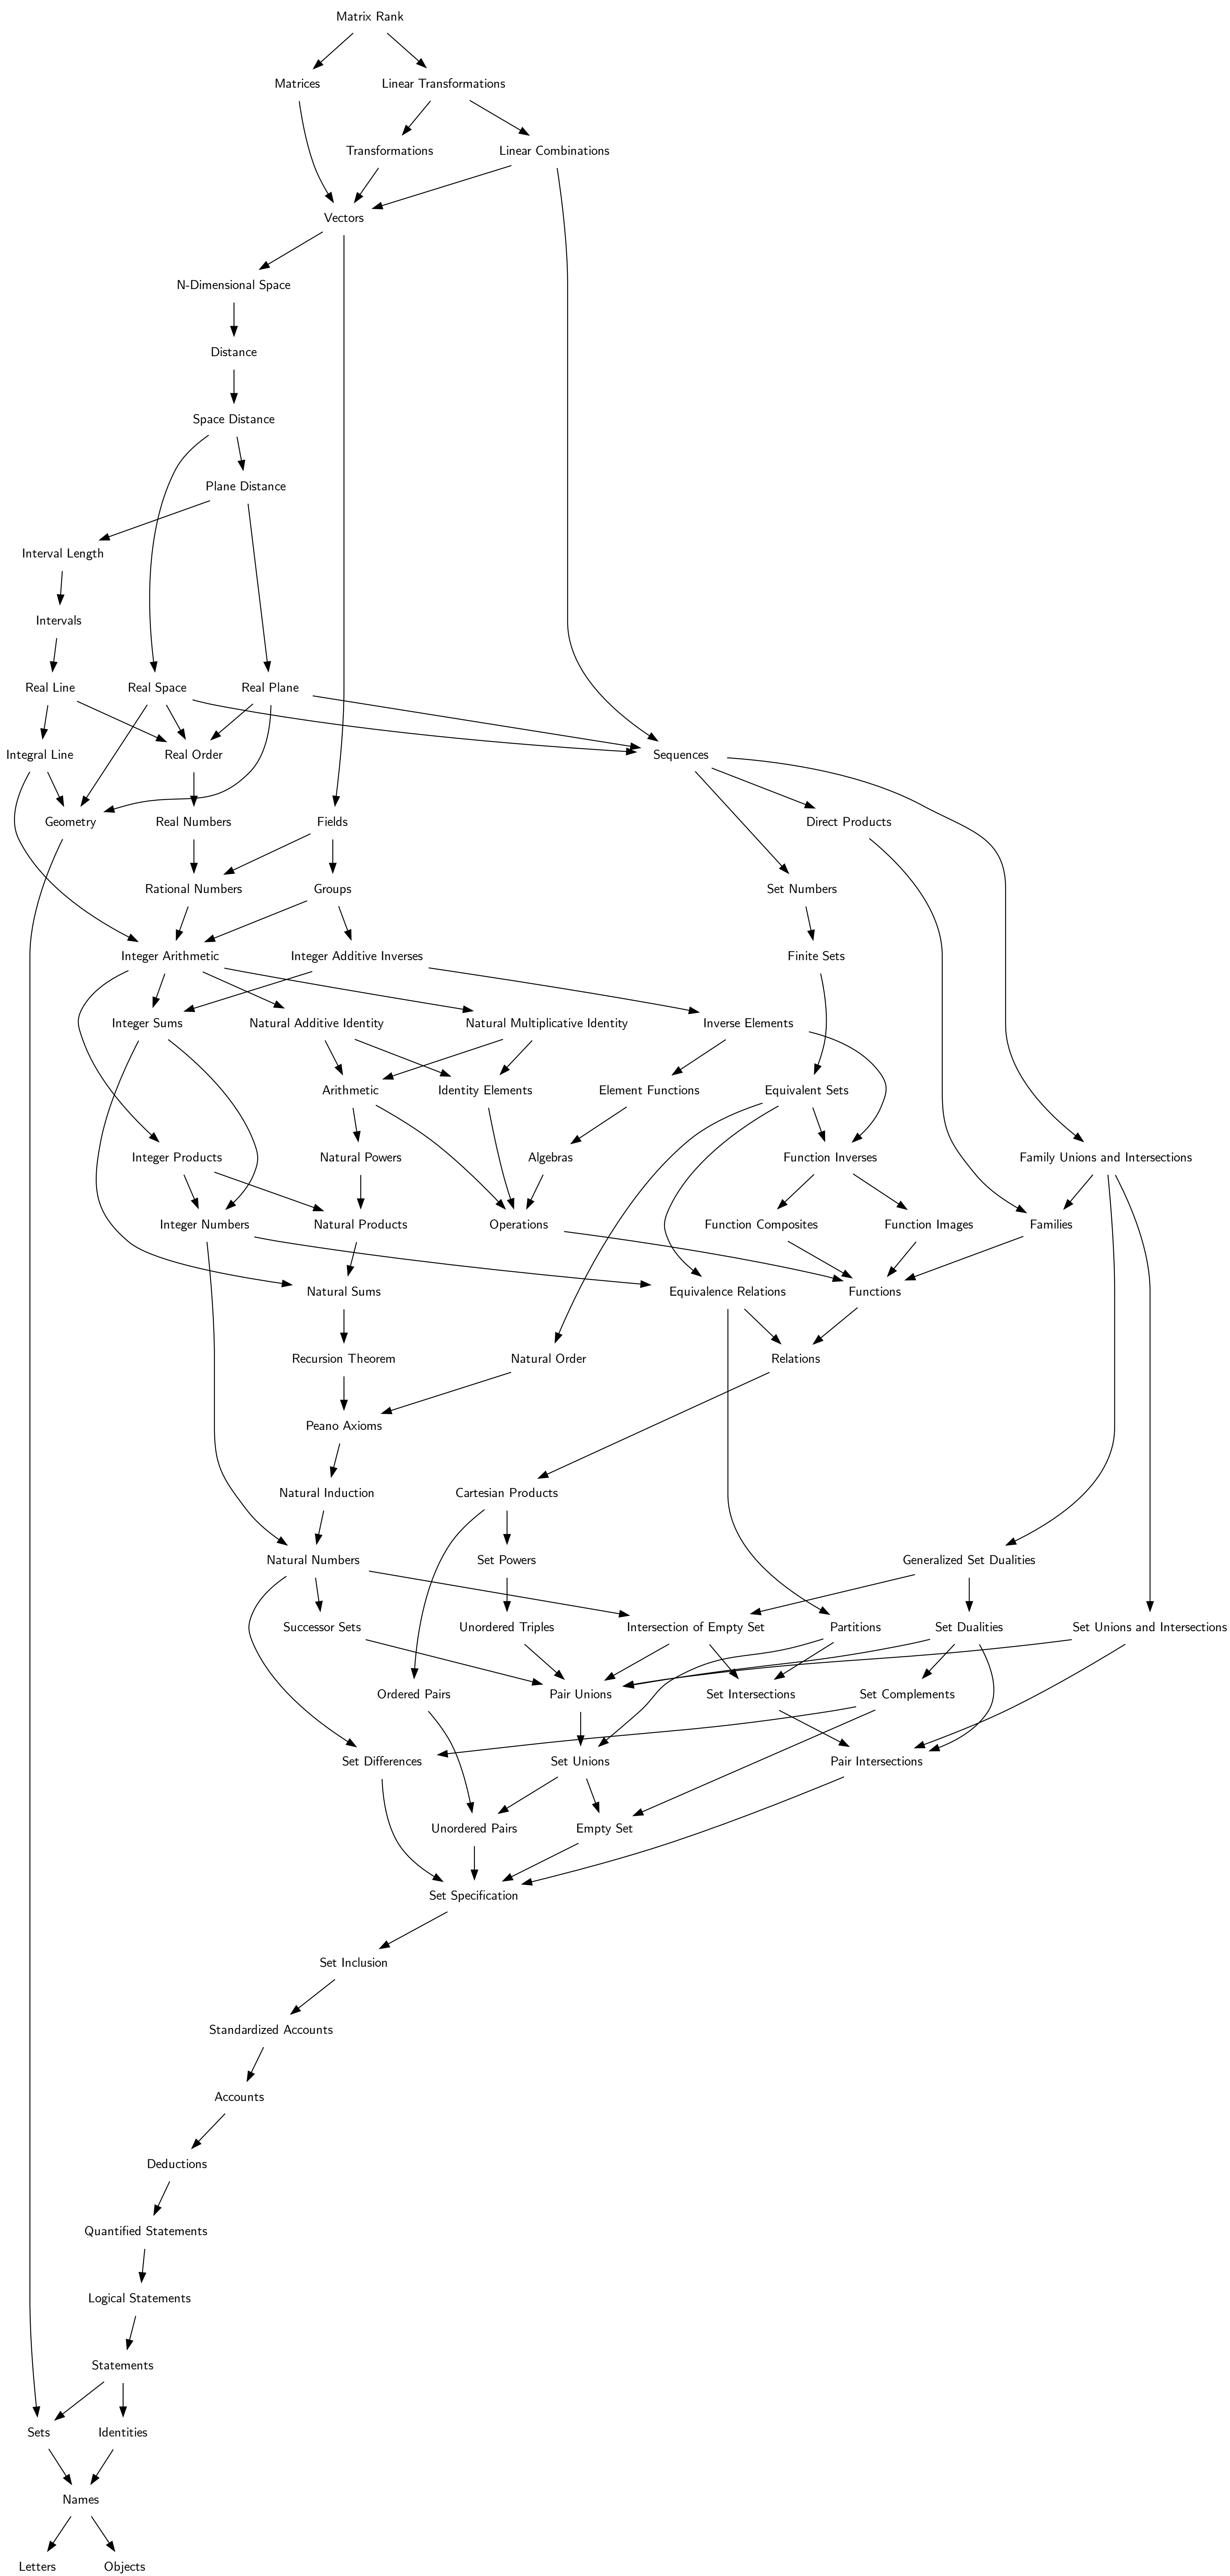 Matrix Rank
Matrices
Linear Transformations
Transformations
Linear Combinations
Vectors
N-Dimensional Space
Distance
Space Distance
Plane Distance
Interval Length
Intervals
Real Line
Real Space
Real Plane
Integral Line
Real Order
Sequences
Geometry
Real Numbers
Fields
Direct Products
Rational Numbers
Groups
Set Numbers
Integer Arithmetic
Integer Additive Inverses
Finite Sets
Integer Sums
Natural Additive Identity
Natural Multiplicative Identity
Inverse Elements
Arithmetic
Identity Elements
Element Functions
Equivalent Sets
Integer Products
Natural Powers
Algebras
Function Inverses
Family Unions and Intersections
Integer Numbers
Natural Products
Operations
Function Composites
Function Images
Families
Natural Sums
Equivalence Relations
Functions
Recursion Theorem
Natural Order
Relations
Peano Axioms
Natural Induction
Cartesian Products
Natural Numbers
Set Powers
Generalized Set Dualities
Successor Sets
Unordered Triples
Intersection of Empty Set
Partitions
Set Dualities
Set Unions and Intersections
Ordered Pairs
Pair Unions
Set Intersections
Set Complements
Set Differences
Set Unions
Pair Intersections
Unordered Pairs
Empty Set
Set Specification
Set Inclusion
Standardized Accounts
Accounts
Deductions
Quantified Statements
Logical Statements
Statements
Sets
Identities
Names
Letters
Objects